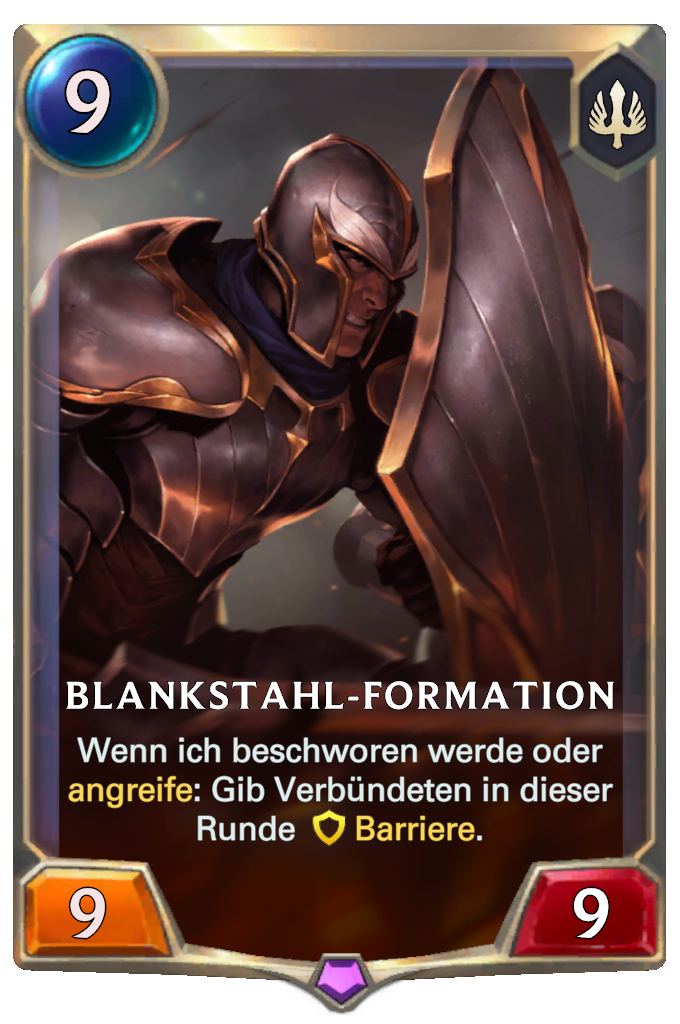 9
BLANKSTAHL-FORMATION
Wenn ich beschworen werde oder
angreife: Gib Verbündeten in dieser
Runde Barriere.
9
9